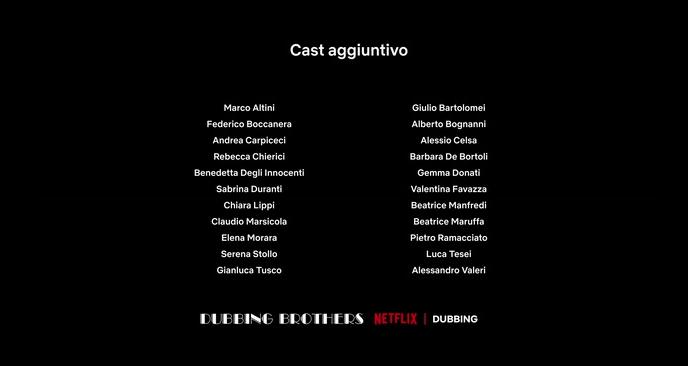 Cast aggiuntivo
Marco Altini
Federico Boccanera
Andrea Carpiceci
Rebecca Chierici
Benedetta Degli Innocenti
Sabrina Duranti
Chiara Lippi
Claudio Marsicola
Elena Morara
Serena Stollo
Gianluca Tusco
Giulio Bartolomei
Alberto Bognanni
Alessio Celsa
Barbara De Bortoli
Gemma Donati
Valentina Favazza
Beatrice Manfredi
Beatrice Maruffa
Pietro Ramacciato
Luca Tesei
Alessandro Valeri
DUBBING BROTHERS NETFLIX | DUBBING